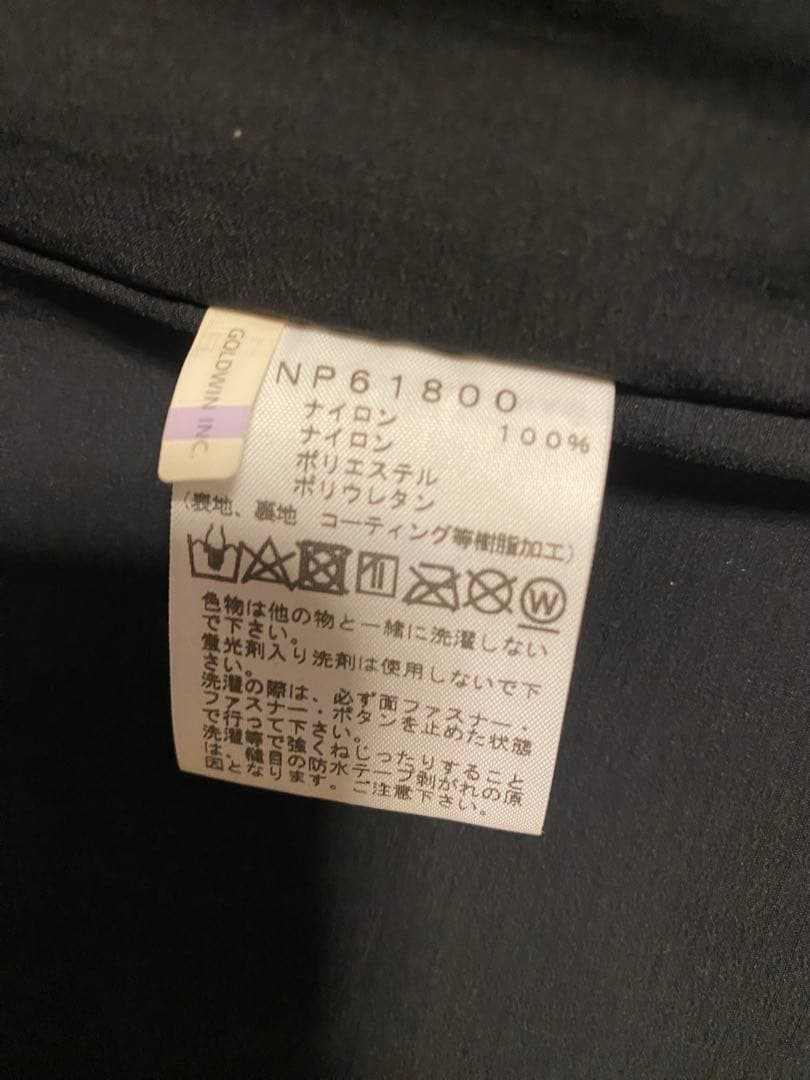 GOLDWIN INC.
NP61800
ナイロン 100%
ナイロン
ポリエステル
ポリウレタン
(表地、裏地 コーティング等樹脂加工)
W
色物は他の物と一緒に洗濯しない
で下さい。
蛍光剤入り洗剤は使用しないで下
さい。
洗濯の際は、必ず面ファスナー・
ファスナー・ボタンを止めた状態
で行って下さい。
洗濯等で強くねじったりすること
は、縫目の防水テープ剥がれの原
因となります。ご注意下さい。